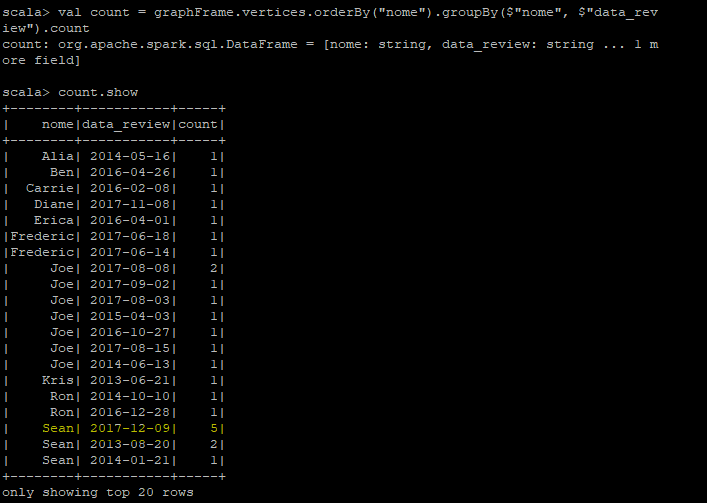 scala> val count = graphFrame.vertices.orderBy("nome").groupBy($"nome", $"data_rev
iew").count
count: org.apache.spark.sql.DataFrame = [nome: string, data_review: string ... 1 m
ore field]

scala> count.show
+--------+-----------+-----+
|    nome|data_review|count|
+--------+-----------+-----+
|    Alia| 2014-05-16|    1|
|     Ben| 2016-04-26|    1|
|  Carrie| 2016-02-08|    1|
|   Diane| 2017-11-08|    1|
|   Erica| 2016-04-01|    1|
|Frederic| 2017-06-18|    1|
|Frederic| 2017-06-14|    1|
|     Joe| 2017-08-08|    2|
|     Joe| 2017-09-02|    1|
|     Joe| 2017-08-03|    1|
|     Joe| 2015-04-03|    1|
|     Joe| 2016-10-27|    1|
|     Joe| 2017-08-15|    1|
|     Joe| 2014-06-13|    1|
|    Kris| 2013-06-21|    1|
|     Ron| 2014-10-10|    1|
|     Ron| 2016-12-28|    1|
|    Sean| 2017-12-09|    5|
|    Sean| 2013-08-20|    2|
|    Sean| 2014-01-21|    1|
+--------+-----------+-----+
only showing top 20 rows